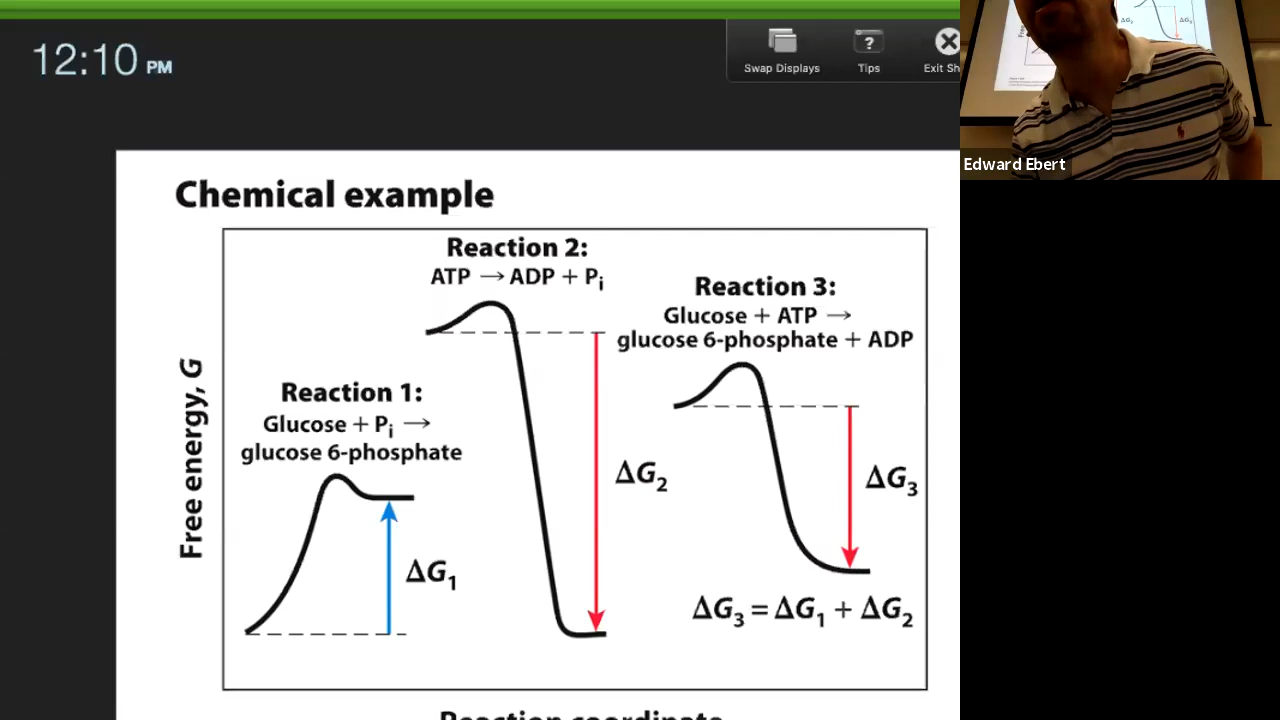 12:10 PM
Swap Displays
Tips
Exit Sh
Edward Ebert
Chemical example
Reaction 2:
ATP → ADP + Pi
Reaction 3:
Glucose + ATP →
glucose 6-phosphate + ADP
Reaction 1:
Glucose + Pi →
glucose 6-phosphate
Free energy, G
ΔG1
ΔG2
ΔG3
ΔG3 = ΔG1 + ΔG2
Reaction coordinate